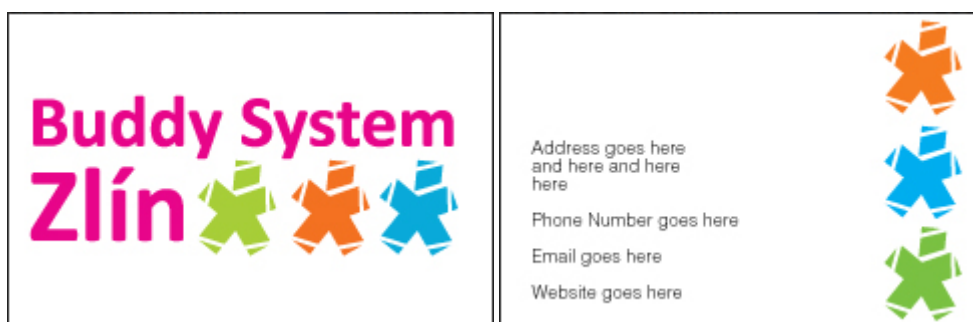 Buddy System
Zlín
Address goes here
and here and here
here
Phone Number goes here
Email goes here
Website goes here